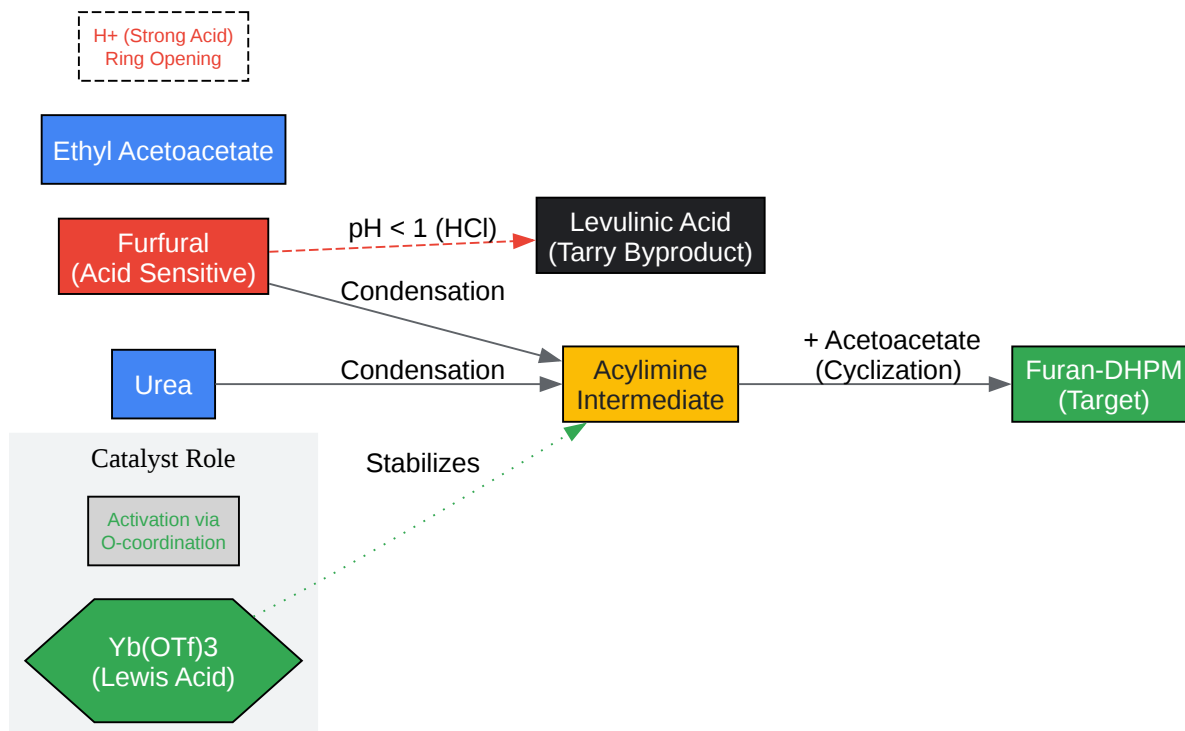 H+ (Strong Acid)
Ring Opening
Ethyl Acetoacetate
Furfural
(Acid Sensitive)
pH < 1 (HCl)
Levulinic Acid
(Tarry Byproduct)
Condensation
Urea
Condensation
Acylimine
Intermediate
+ Acetoacetate
(Cyclization)
Furan-DHPM
(Target)
Catalyst Role
Stabilizes
Activation via
O-coordination
Yb(OTf)3
(Lewis Acid)